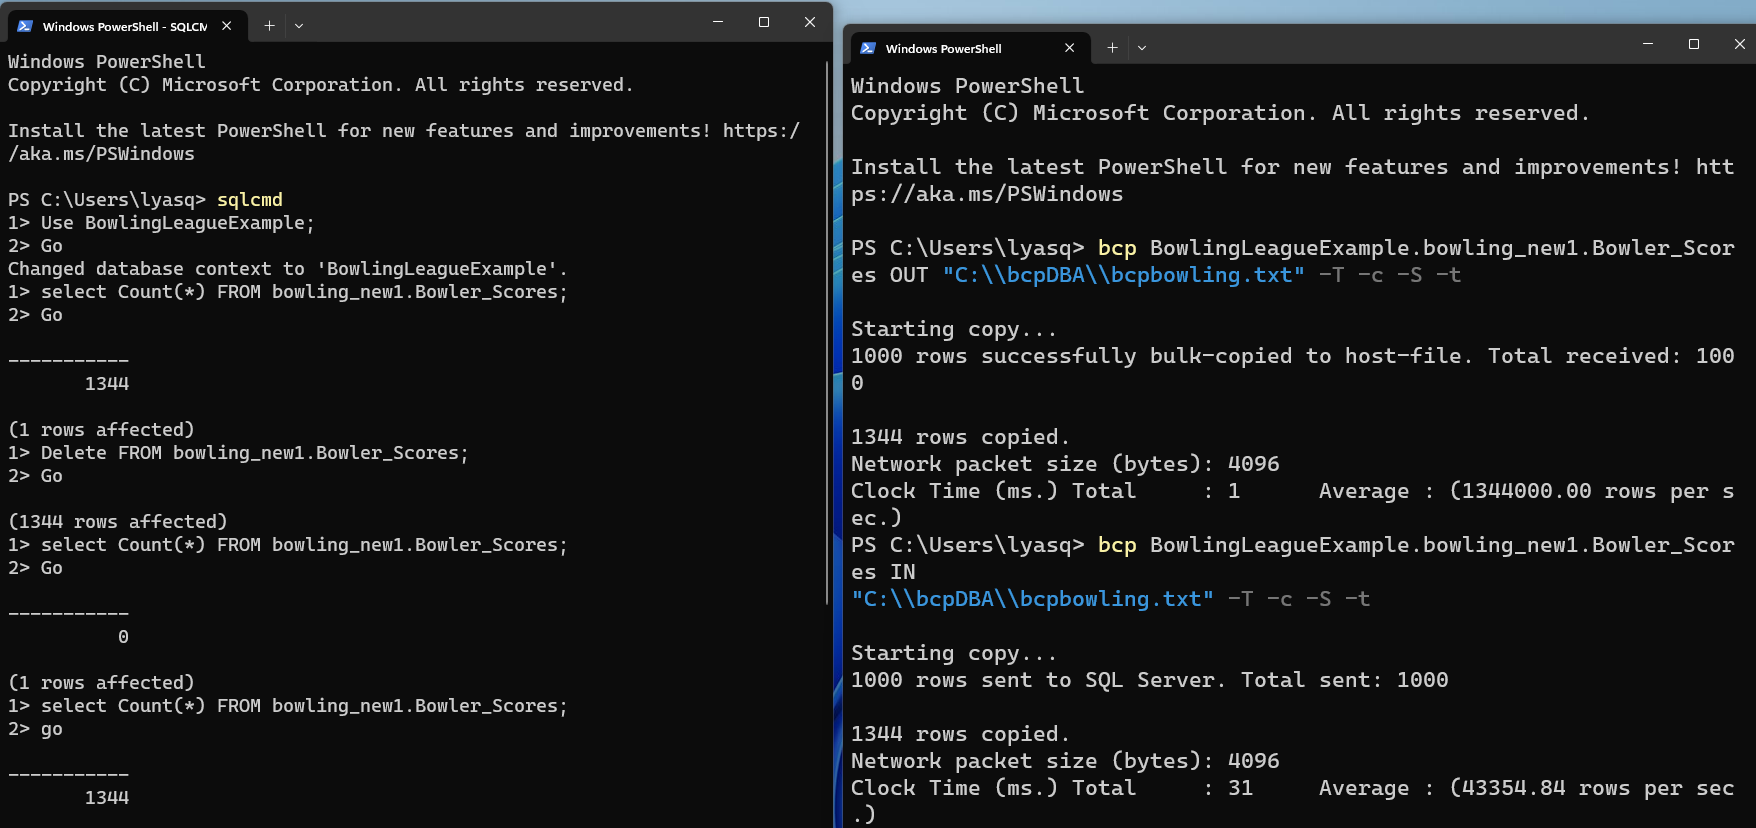 Windows PowerShell - SQLCM
Windows PowerShell
Copyright (C) Microsoft Corporation. All rights reserved.
Install the latest PowerShell for new features and improvements! https:/
/aka.ms/PSWindows
PS C:\Users\lyasq> sqlcmd
1> Use BowlingLeagueExample;
2> Go
Changed database context to 'BowlingLeagueExample'.
1> select Count(*) FROM bowling_new1.Bowler_Scores;
2> Go
-----------
1344
(1 rows affected)
1> Delete FROM bowling_new1.Bowler_Scores;
2> Go
(1344 rows affected)
1> select Count(*) FROM bowling_new1.Bowler_Scores;
2> Go
-----------
0
(1 rows affected)
1> select Count(*) FROM bowling_new1.Bowler_Scores;
2> go
-----------
1344
Windows PowerShell
Windows PowerShell
Copyright (C) Microsoft Corporation. All rights reserved.
Install the latest PowerShell for new features and improvements! htt
ps://aka.ms/PSWindows
PS C:\Users\lyasq> bcp BowlingLeagueExample.bowling_new1.Bowler_Scor
es OUT "C:\\bcpDBA\\bcpbowling.txt" -T -c -S -t
Starting copy...
1000 rows successfully bulk-copied to host-file. Total received: 100
0
1344 rows copied.
Network packet size (bytes): 4096
Clock Time (ms.) Total     : 1      Average : (1344000.00 rows per s
ec.)
PS C:\Users\lyasq> bcp BowlingLeagueExample.bowling_new1.Bowler_Scor
es IN
"C:\\bcpDBA\\bcpbowling.txt" -T -c -S -t
Starting copy...
1000 rows sent to SQL Server. Total sent: 1000
1344 rows copied.
Network packet size (bytes): 4096
Clock Time (ms.) Total     : 31     Average : (43354.84 rows per sec
.)